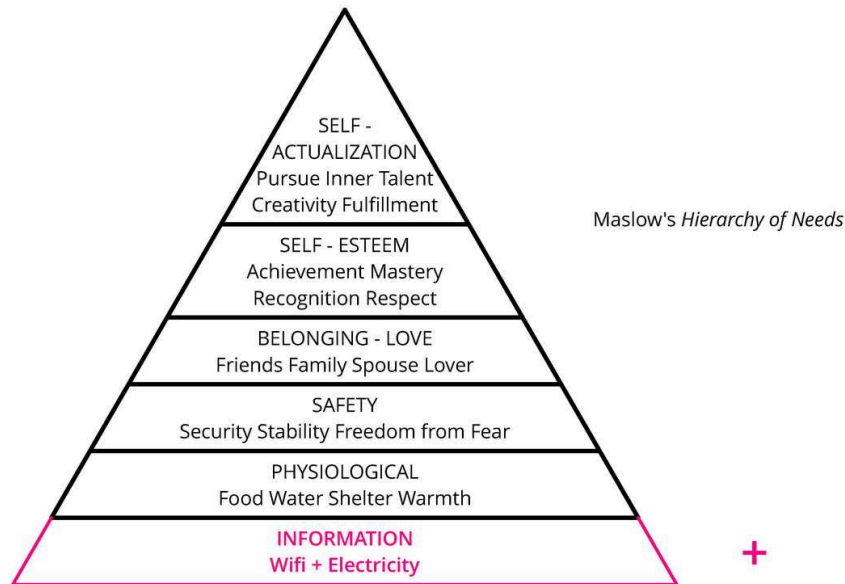 SELF -
ACTUALIZATION
Pursue Inner Talent
Creativity Fulfillment
Maslow's Hierarchy of Needs
SELF - ESTEEM
Achievement Mastery
Recognition Respect
BELONGING - LOVE
Friends Family Spouse Lover
SAFETY
Security Stability Freedom from Fear
PHYSIOLOGICAL
Food Water Shelter Warmth
INFORMATION
Wifi + Electricity
+